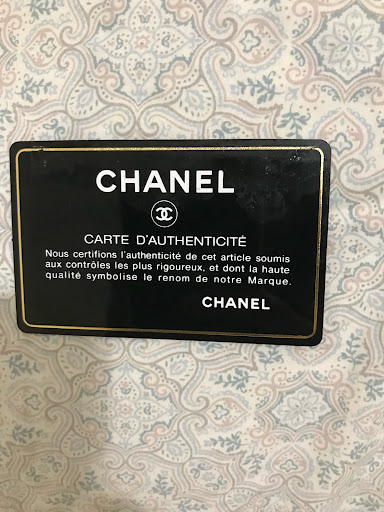 CHANEL
CARTE D'AUTHENTICITÉ
Nous certifions l'authenticité de cet article soumis
aux contrôles les plus rigoureux, et dont la haute
qualité symbolise le renom de notre Marque.
CHANEL